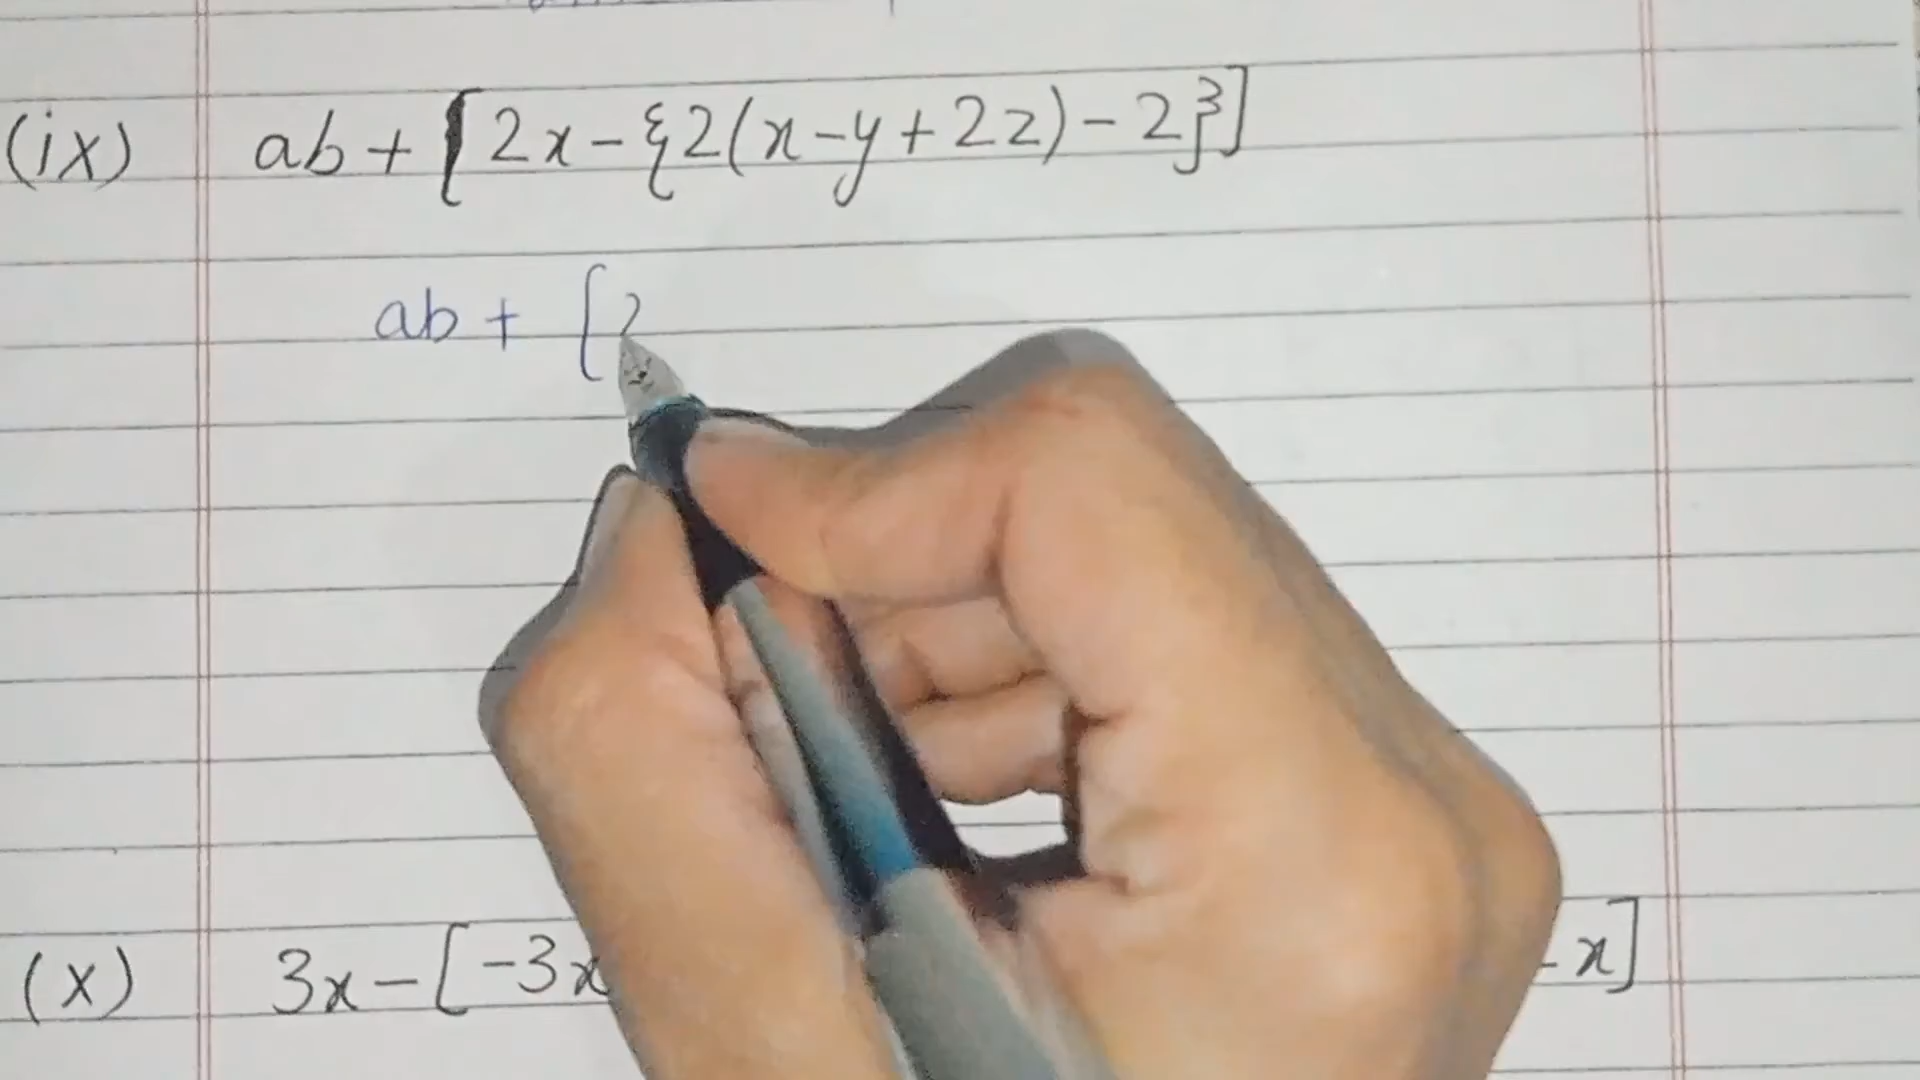 (ix) ab + [2x - {2(x - y + 2z) - 2}]
ab + [2
(x) 3x - [-3x - x]